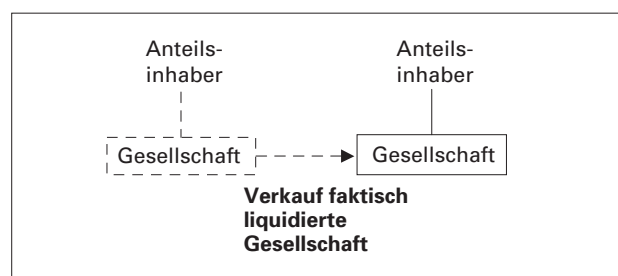 Anteils-
inhaber
Anteils-
inhaber
Gesellschaft
Gesellschaft
Verkauf faktisch
liquidierte
Gesellschaft